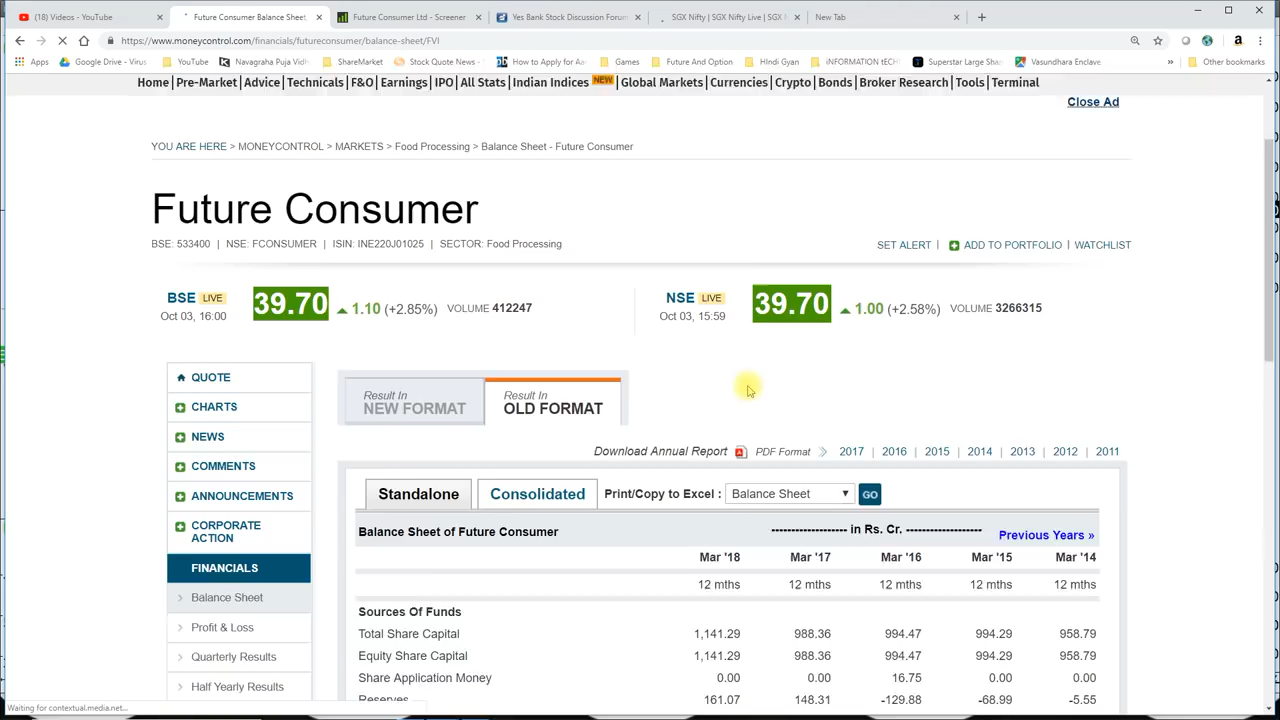 (18) Videos - YouTube
Future Consumer Balance Sheet,
Future Consumer Ltd - Screener
Yes Bank Stock Discussion Forum
SGX Nifty | SGX Nifty Live | SGX N
New Tab
https://www.moneycontrol.com/financials/futureconsumer/balance-sheet/FVI
Apps
Google Drive - Virus
YouTube
Navagraha Puja Vidh
ShareMarket
Stock Quote News -
How to Apply for Aa
Games
Future And Option
HIndi Gyan
iNFORMATION tECH
Superstar Large Shar
Vasundhara Enclave,
» Other bookmarks
Home | Pre-Market | Advice | Technicals | F&O | Earnings | IPO | All Stats | Indian Indices NEW | Global Markets | Currencies | Crypto | Bonds | Broker Research | Tools | Terminal
Close Ad
YOU ARE HERE > MONEYCONTROL > MARKETS > Food Processing > Balance Sheet - Future Consumer
Future Consumer
BSE: 533400 | NSE: FCONSUMER | ISIN: INE220J01025 | SECTOR: Food Processing
SET ALERT | ADD TO PORTFOLIO | WATCHLIST
BSE LIVE
Oct 03, 16:00
39.70 1.10 (+2.85%) VOLUME 412247
NSE LIVE
Oct 03, 15:59
39.70 1.00 (+2.58%) VOLUME 3266315
QUOTE
CHARTS
NEWS
COMMENTS
ANNOUNCEMENTS
CORPORATE
ACTION
FINANCIALS
Balance Sheet
Profit & Loss
Quarterly Results
Half Yearly Results
Result In
NEW FORMAT
Result In
OLD FORMAT
Download Annual Report PDF Format 2017 | 2016 | 2015 | 2014 | 2013 | 2012 | 2011
Standalone Consolidated Print/Copy to Excel : Balance Sheet GO
Balance Sheet of Future Consumer ------------------- in Rs. Cr. -------------------
Previous Years »
Mar '18 Mar '17 Mar '16 Mar '15 Mar '14
12 mths 12 mths 12 mths 12 mths 12 mths
Sources Of Funds
Total Share Capital 1,141.29 988.36 994.47 994.29 958.79
Equity Share Capital 1,141.29 988.36 994.47 994.29 958.79
Share Application Money 0.00 0.00 16.75 0.00 0.00
Reserves 161.07 148.31 -129.88 -68.99 -5.55
Waiting for contextual.media.net...